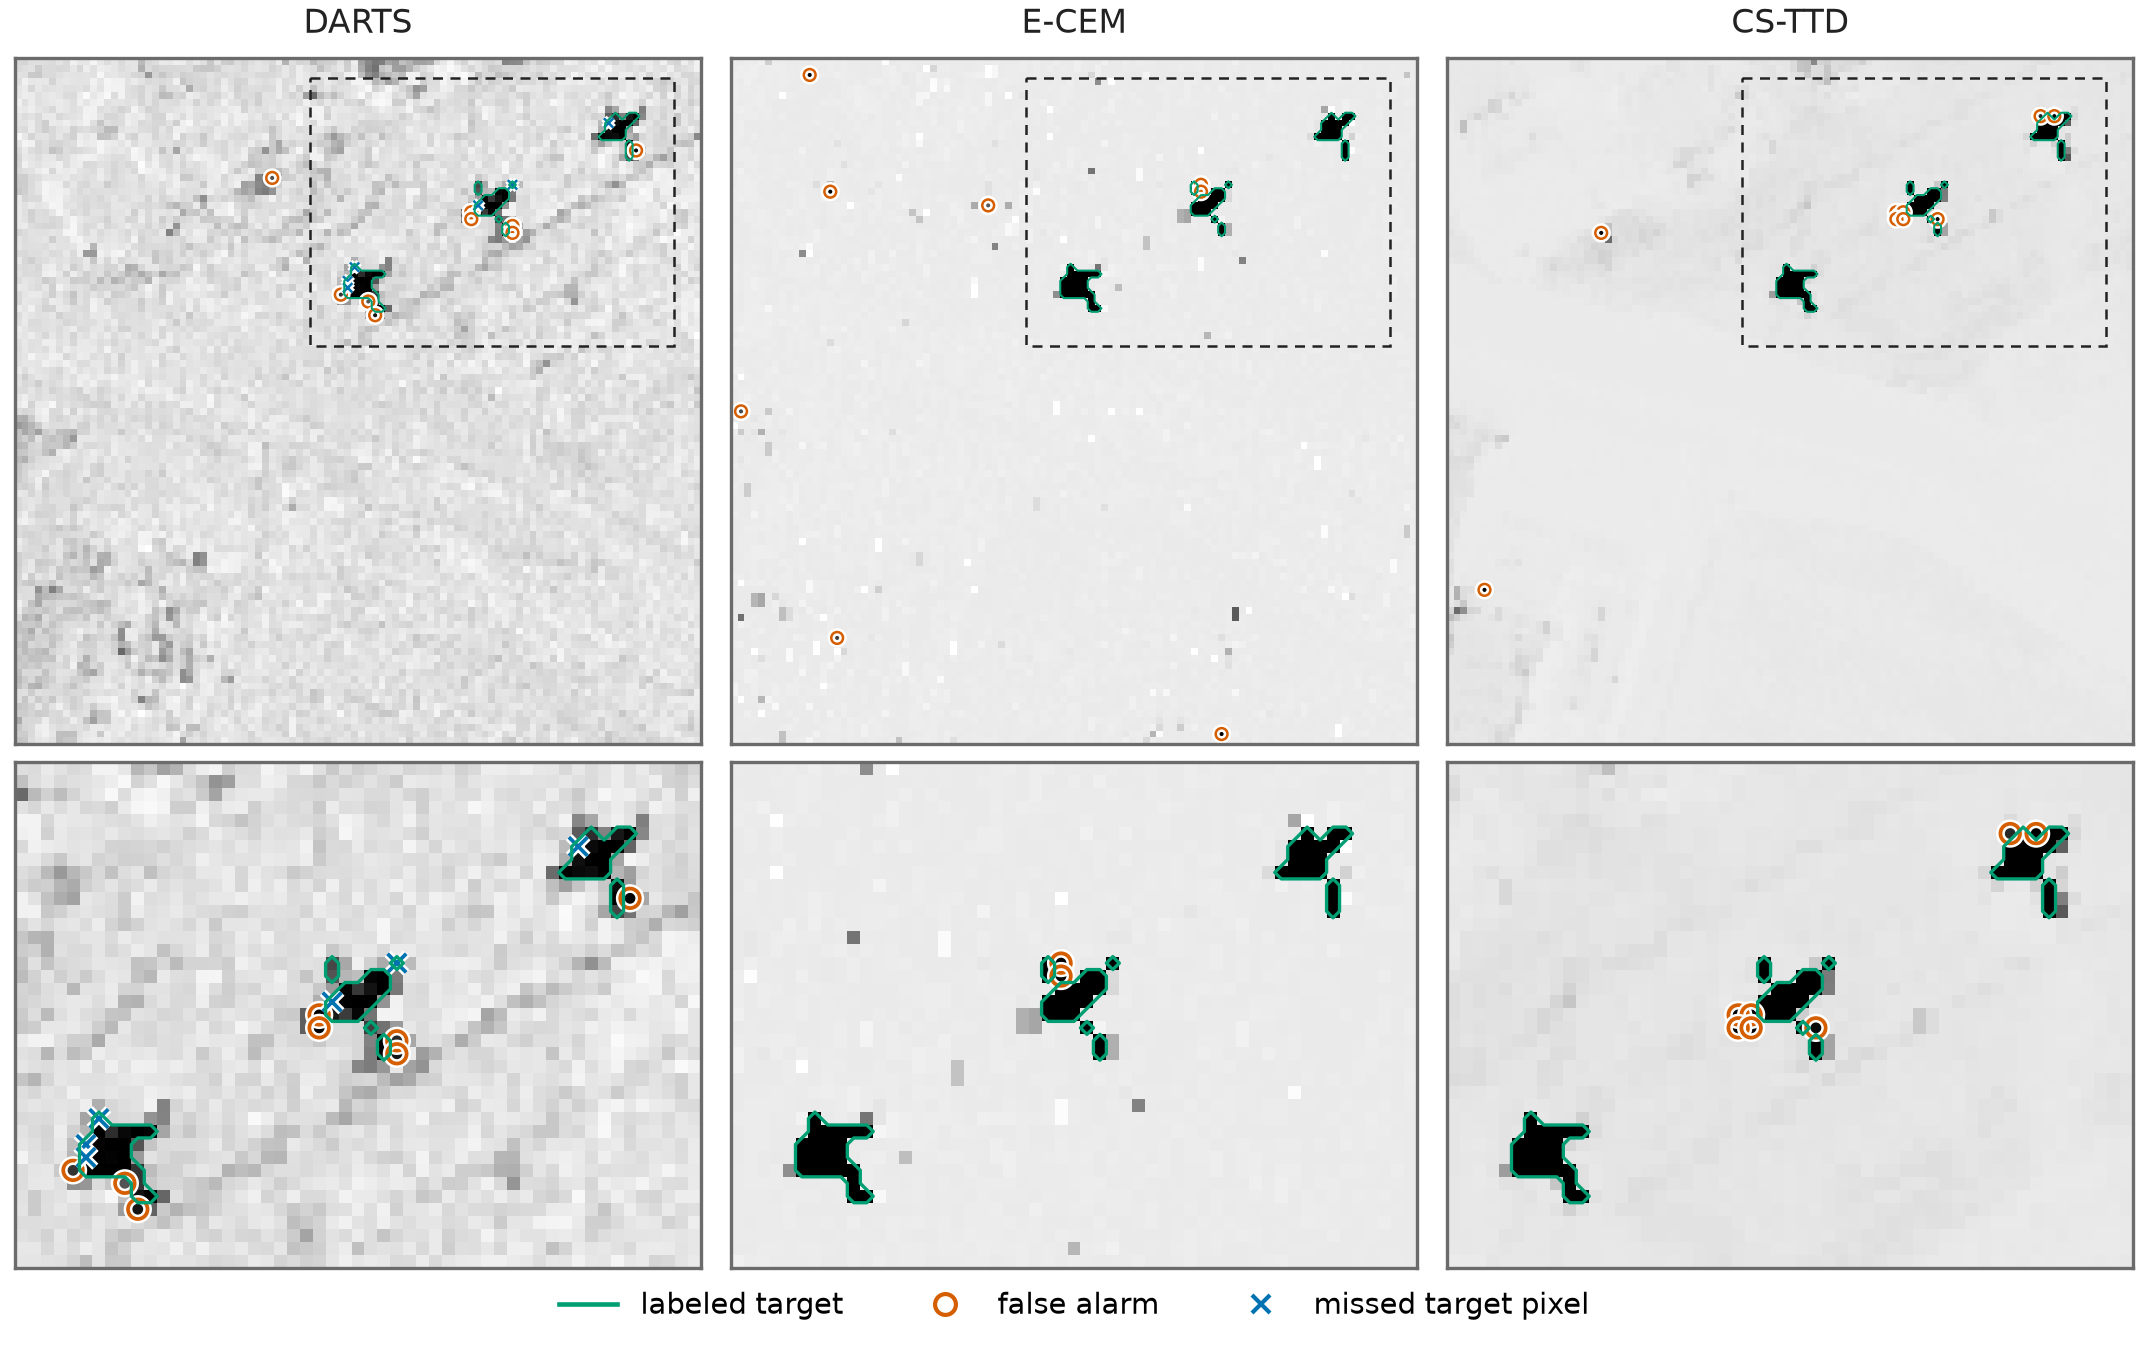 DARTS
E-CEM
CS-TTD
labeled target
false alarm
missed target pixel